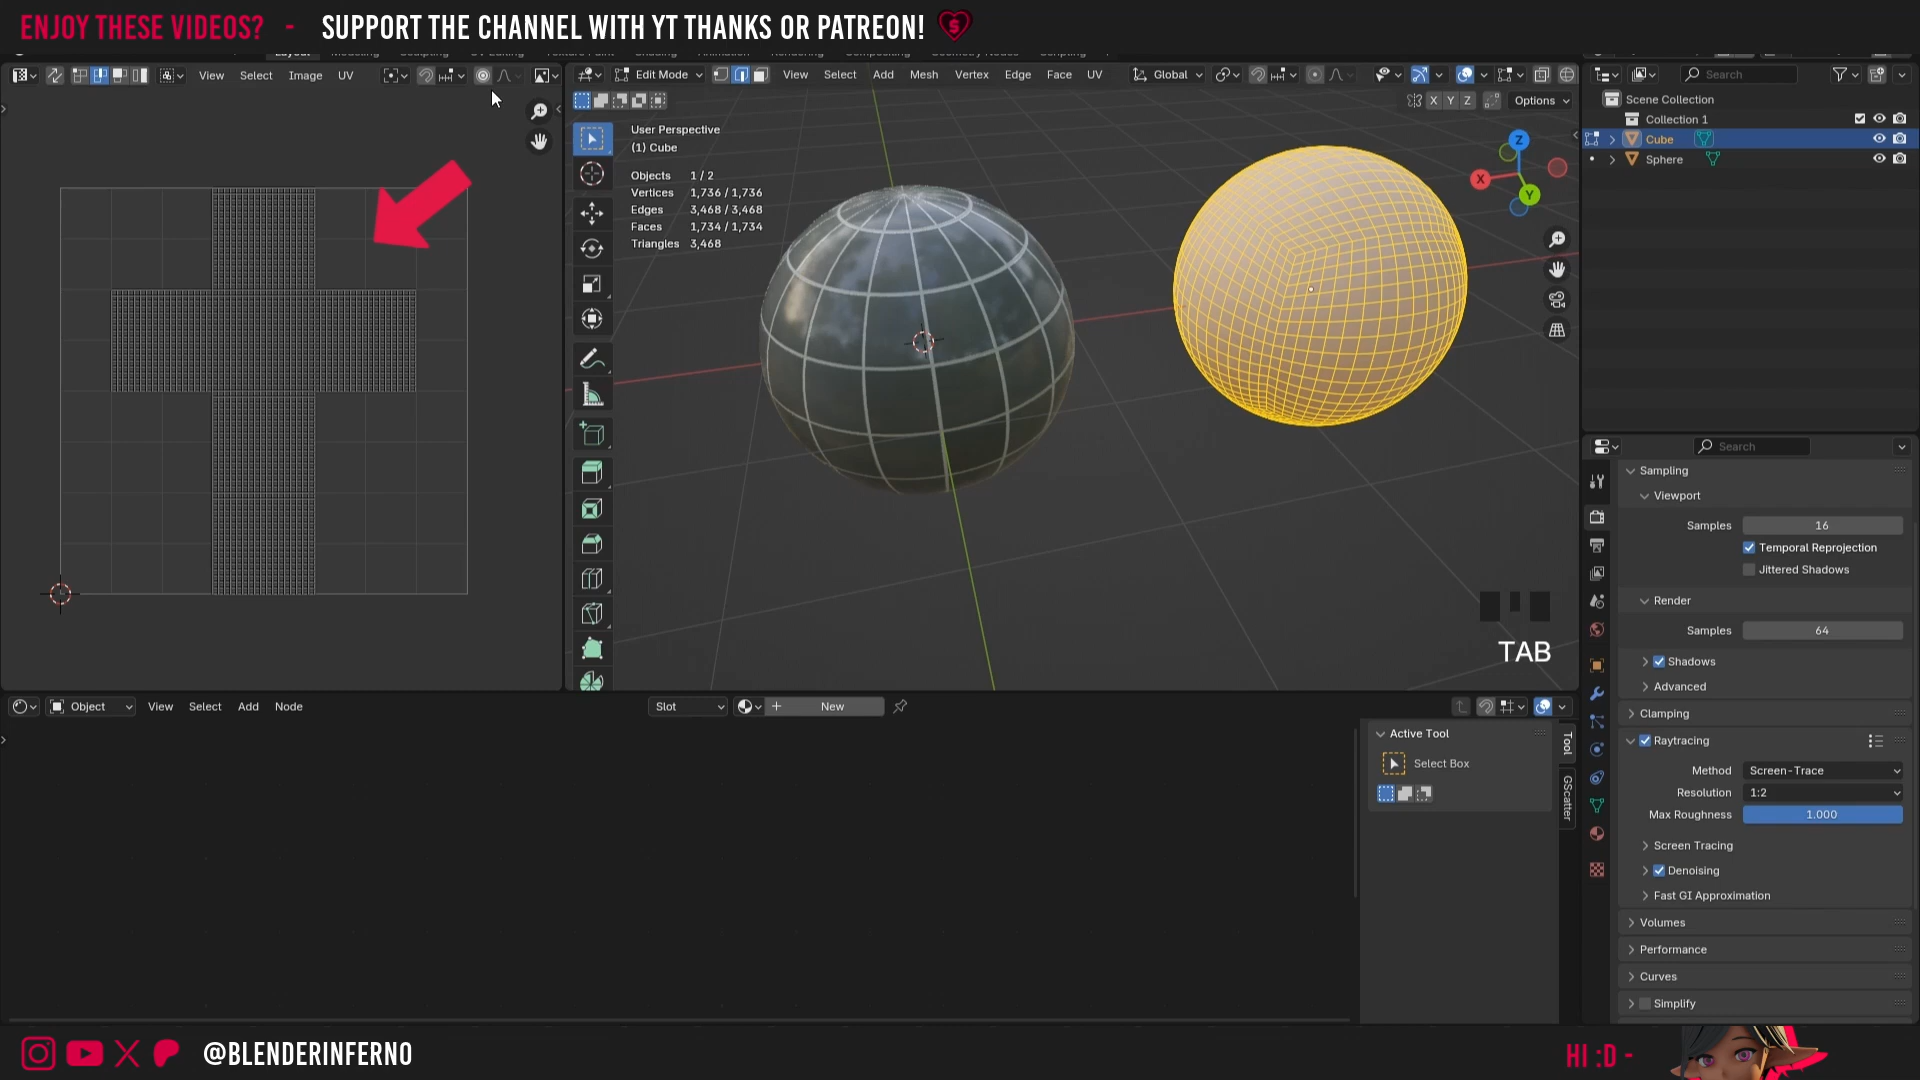 ENJOY THESE VIDEOS? - SUPPORT THE CHANNEL WITH YT THANKS OR PATREON!
View Select Image UV
Edit Mode View Select Add Mesh Vertex Edge Face UV Global
Search
X Y Z Options
User Perspective
(1) Cube
Objects 1 / 2
Vertices 1,736 / 1,736
Edges 3,468 / 3,468
Faces 1,734 / 1,734
Triangles 3,468
Z
X
Y
Scene Collection
Collection 1
Cube
Sphere
TAB
Search
Sampling
Viewport
Samples 16
Temporal Reprojection
Jittered Shadows
Render
Samples 64
Shadows
Advanced
Clamping
Raytracing
Method Screen-Trace
Resolution 1:2
Max Roughness 1.000
Screen Tracing
Denoising
Fast GI Approximation
Volumes
Performance
Curves
Simplify
Object View Select Add Node Slot New
Active Tool
Select Box
Tool
GScatter
@BLENDERINFERNO
HI :D -